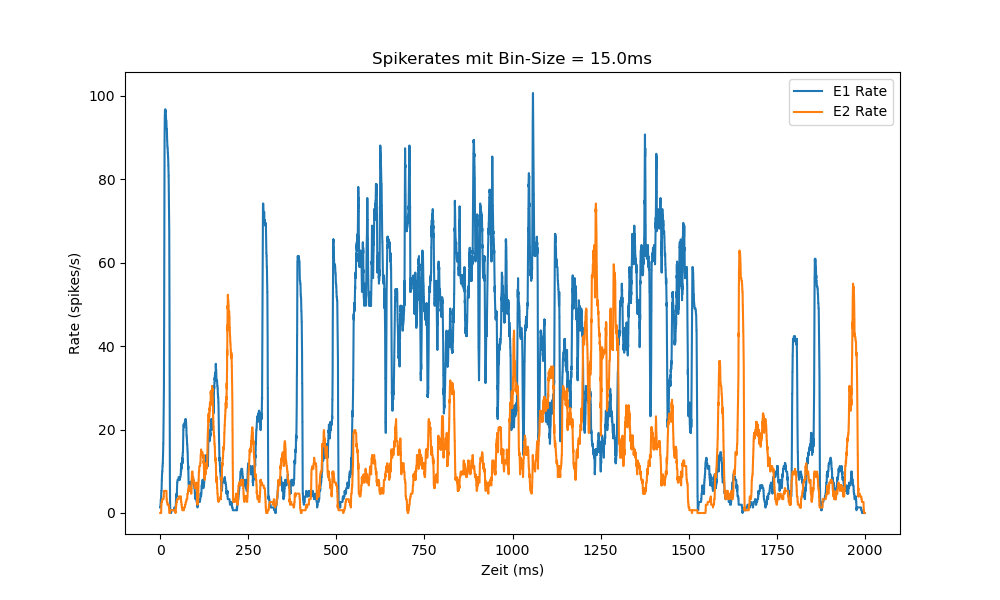 Spikerates mit Bin-Size = 15.0ms
E1 Rate
E2 Rate
Rate (spikes/s)
100
80
60
40
20
0
0 250 500 750 1000 1250 1500 1750 2000
Zeit (ms)